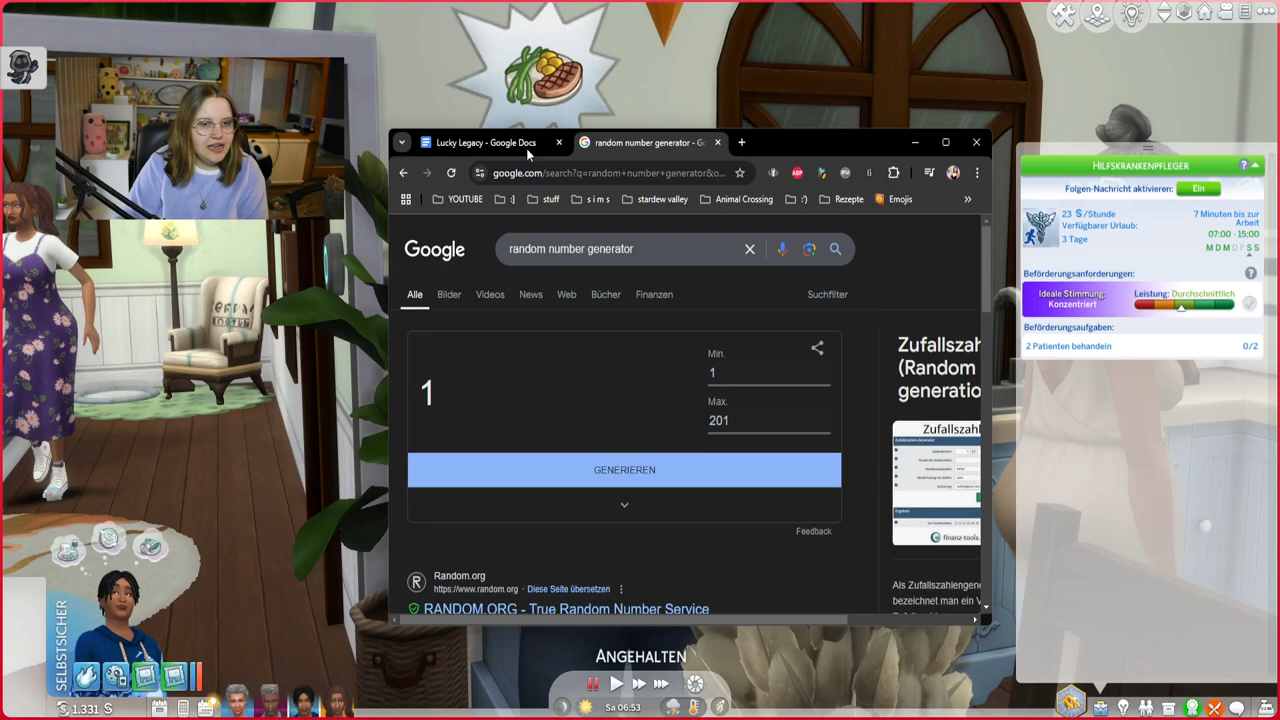 Lucky Legacy - Google Docs
random number generator - Go
google.com/search?q=random+number+generator&o...
YOUTUBE
:]
stuff
s i m s
stardew valley
Animal Crossing
:')
Rezepte
Emojis
»
Google
random number generator
Alle
Bilder
Videos
News
Web
Bücher
Finanzen
Suchfilter
1
Min.
1
Max.
201
GENERIEREN
Feedback
Random.org
https://www.random.org · Diese Seite übersetzen
RANDOM.ORG - True Random Number Service
Zufallszah
(Random
generatio
Zufallszahl
finanz-tools.
Als Zufallszahlengene
bezeichnet man ein V
HILFSKRANKENPFLEGER
Folgen-Nachricht aktivieren:
Ein
23 $/Stunde
Verfügbarer Urlaub:
3 Tage
7 Minuten bis zur
Arbeit
07:00 - 15:00
M D M D F S S
Beförderungsanforderungen:
Ideale Stimmung:
Konzentriert
Leistung: Durchschnittlich
Beförderungsaufgaben:
2 Patienten behandeln
0/2
SELBSTSICHER
1.331 $
ANGEHALTEN
Sa 06:53